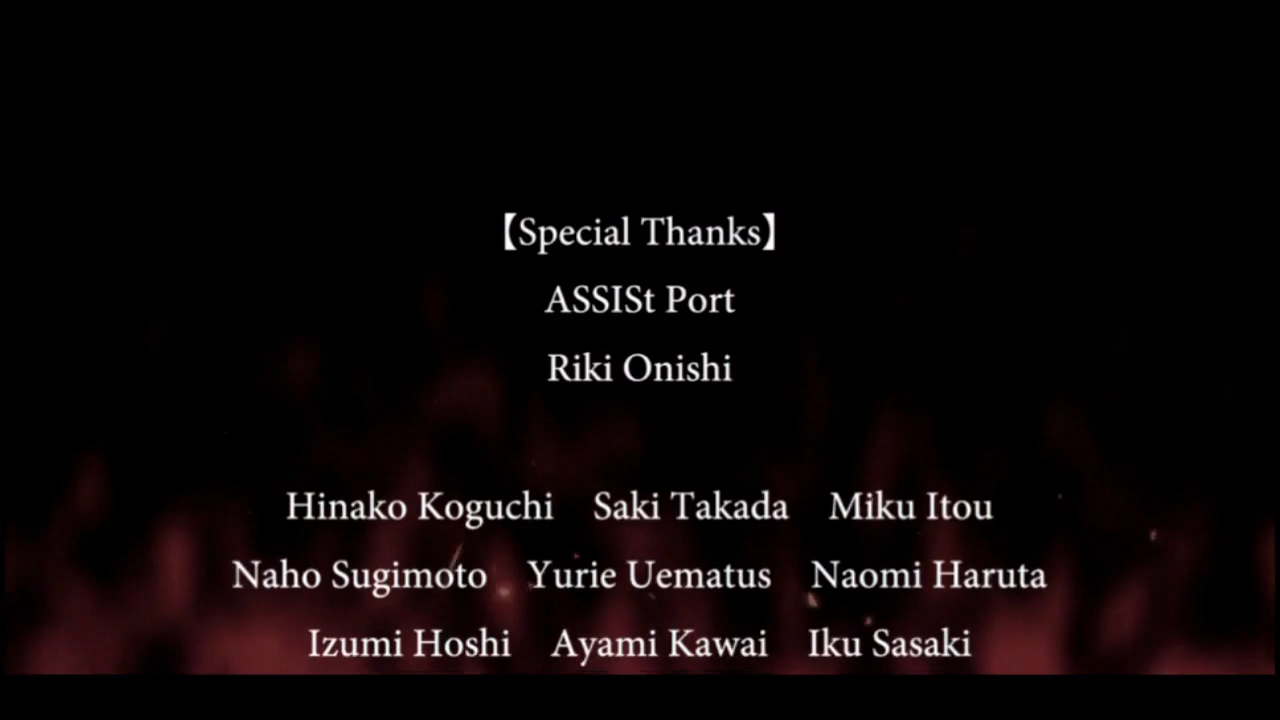 【Special Thanks】
ASSISt Port
Riki Onishi
Hinako Koguchi Saki Takada Miku Itou
Naho Sugimoto Yurie Uematus Naomi Haruta
Izumi Hoshi Ayami Kawai Iku Sasaki